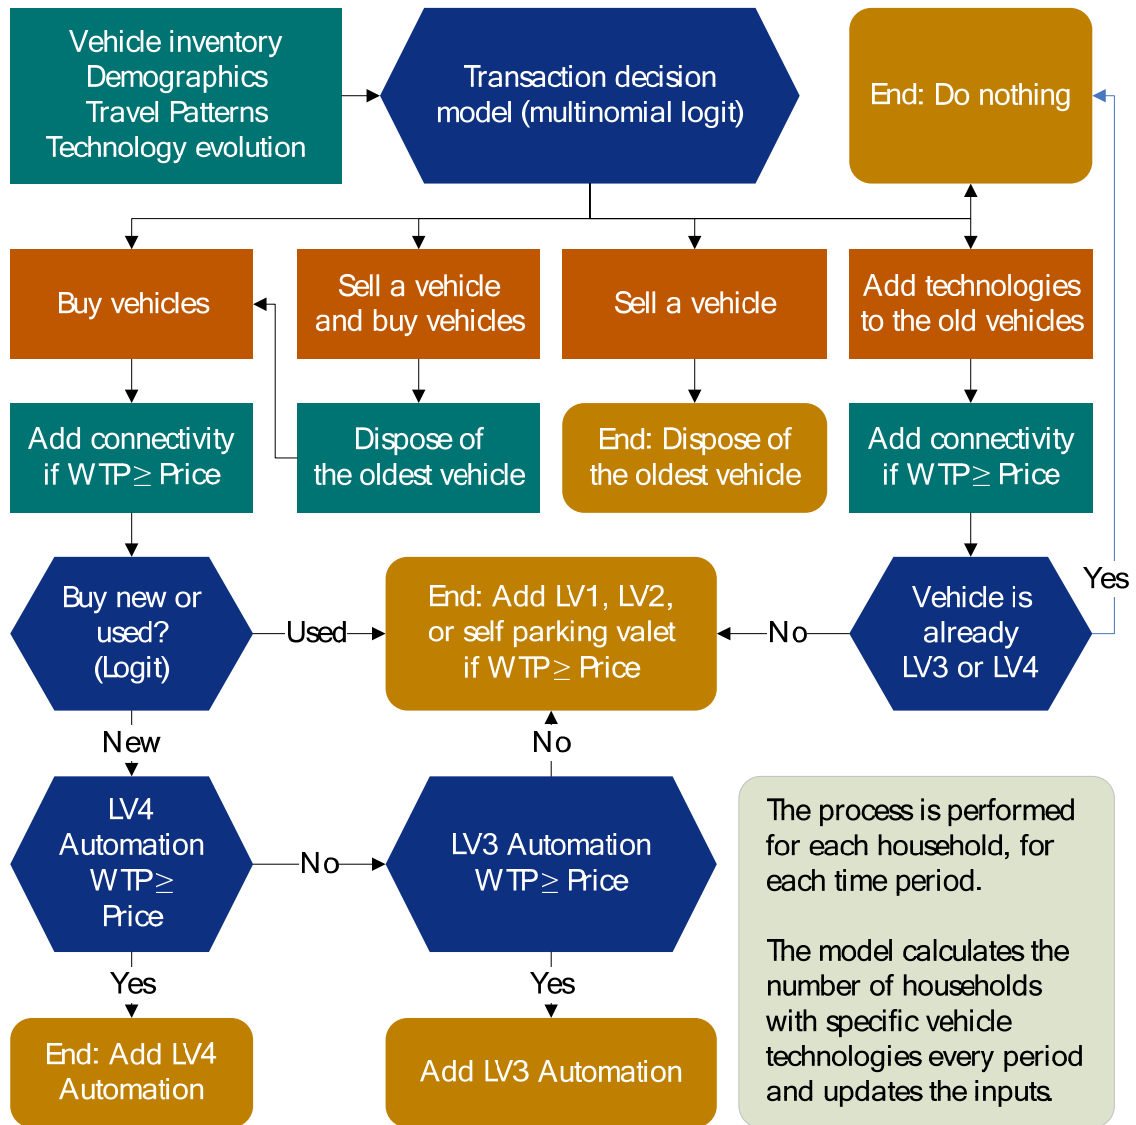 Vehicle inventory
Demographics
Travel Patterns
Technology evolution
Transaction decision
model (multinomial logit)
End: Do nothing
Buy vehicles
Sell a vehicle
and buy vehicles
Sell a vehicle
Add technologies
to the old vehicles
Add connectivity
if WTP≥ Price
Dispose of
the oldest vehicle
End: Dispose of
the oldest vehicle
Add connectivity
if WTP≥ Price
Buy new or
used?
(Logit)
Used
End: Add LV1, LV2,
or self parking valet
if WTP≥ Price
No
Vehicle is
already
LV3 or LV4
Yes
New
No
LV4
Automation
WTP≥
Price
No
LV3 Automation
WTP≥ Price
Yes
Yes
End: Add LV4
Automation
Add LV3 Automation
The process is performed
for each household, for
each time period.
The model calculates the
number of households
with specific vehicle
technologies every period
and updates the inputs.